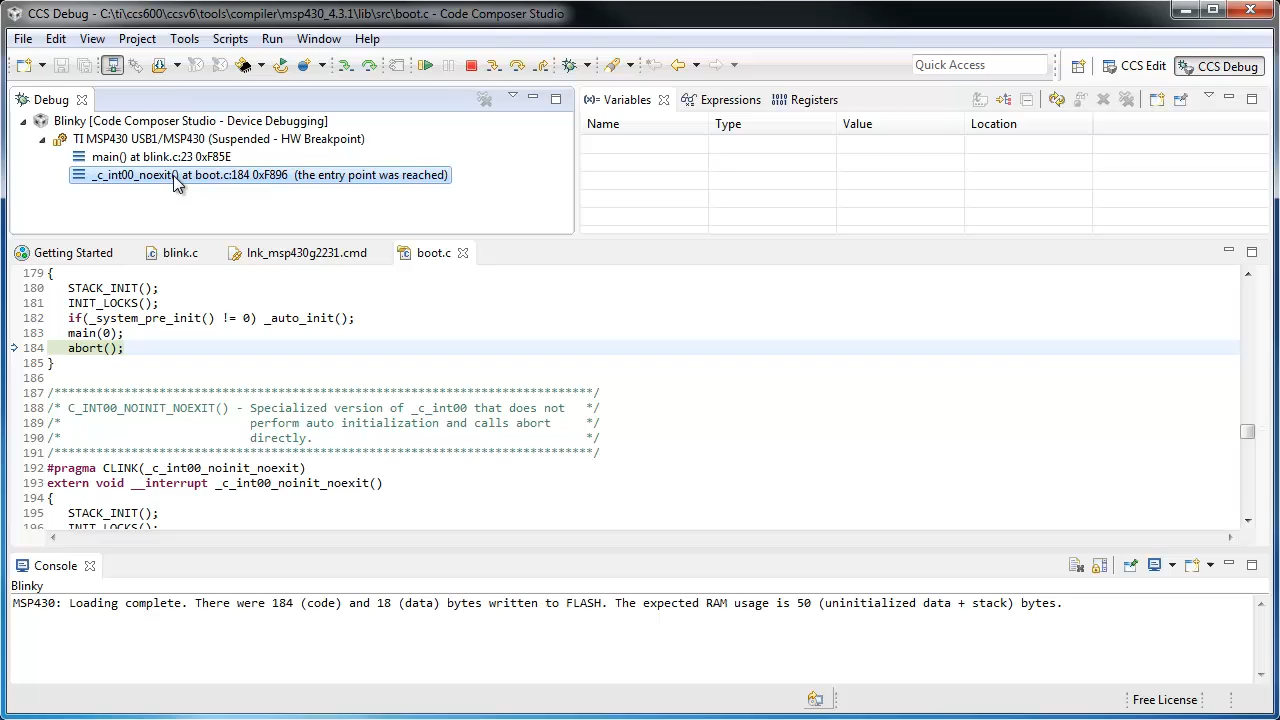 CCS Debug - C:\ti\ccs600\ccsv6\tools\compiler\msp430_4.3.1\lib\src\boot.c - Code Composer Studio
File Edit View Project Tools Scripts Run Window Help
Quick Access
CCS Edit
CCS Debug
Debug
Blinky [Code Composer Studio - Device Debugging]
TI MSP430 USB1/MSP430 (Suspended - HW Breakpoint)
main() at blink.c:23 0xF85E
_c_int00_noexit() at boot.c:184 0xF896 (the entry point was reached)
(x)= Variables Expressions Registers
Name Type Value Location
Getting Started blink.c lnk_msp430g2231.cmd boot.c
179 {
180 STACK_INIT();
181 INIT_LOCKS();
182 if(_system_pre_init() != 0) _auto_init();
183 main(0);
184 abort();
185 }
186
187 /*****************************************************************************/
188 /* C_INT00_NOINIT_NOEXIT() - Specialized version of _c_int00 that does not */
189 /* perform auto initialization and calls abort */
190 /* directly. */
191 /*****************************************************************************/
192 #pragma CLINK(_c_int00_noinit_noexit)
193 extern void __interrupt _c_int00_noinit_noexit()
194 {
195 STACK_INIT();
196 INIT_LOCKS();
Console
Blinky
MSP430: Loading complete. There were 184 (code) and 18 (data) bytes written to FLASH. The expected RAM usage is 50 (uninitialized data + stack) bytes.
Free License